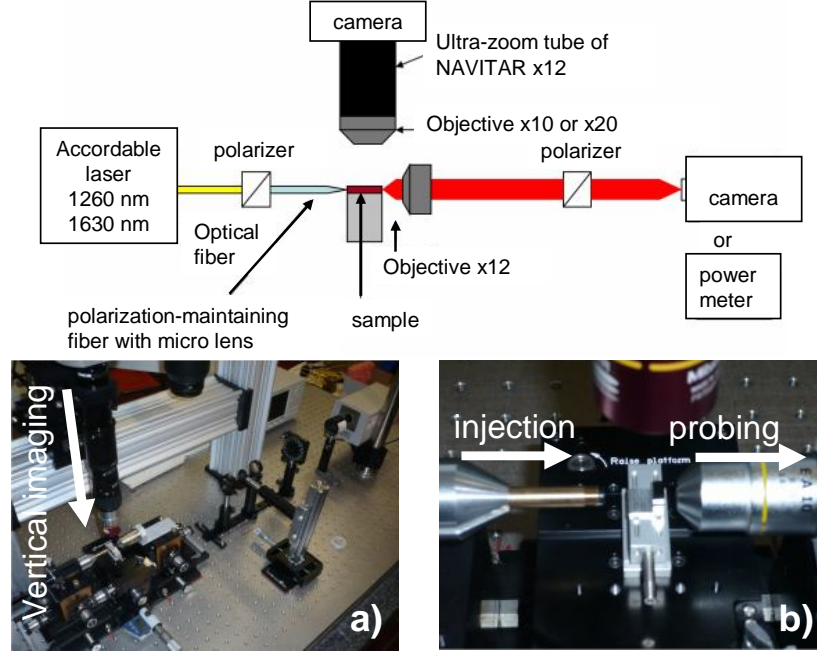 camera
Ultra-zoom tube of
NAVITAR x12
Objective x10 or x20
Accordable
laser
1260 nm
1630 nm
polarizer
polarizer
camera
Optical
fiber
or
Objective x12
power
meter
polarization-maintaining
fiber with micro lens
sample
Vertical imaging
a)
injection
probing
Raise platform
EA 10
b)